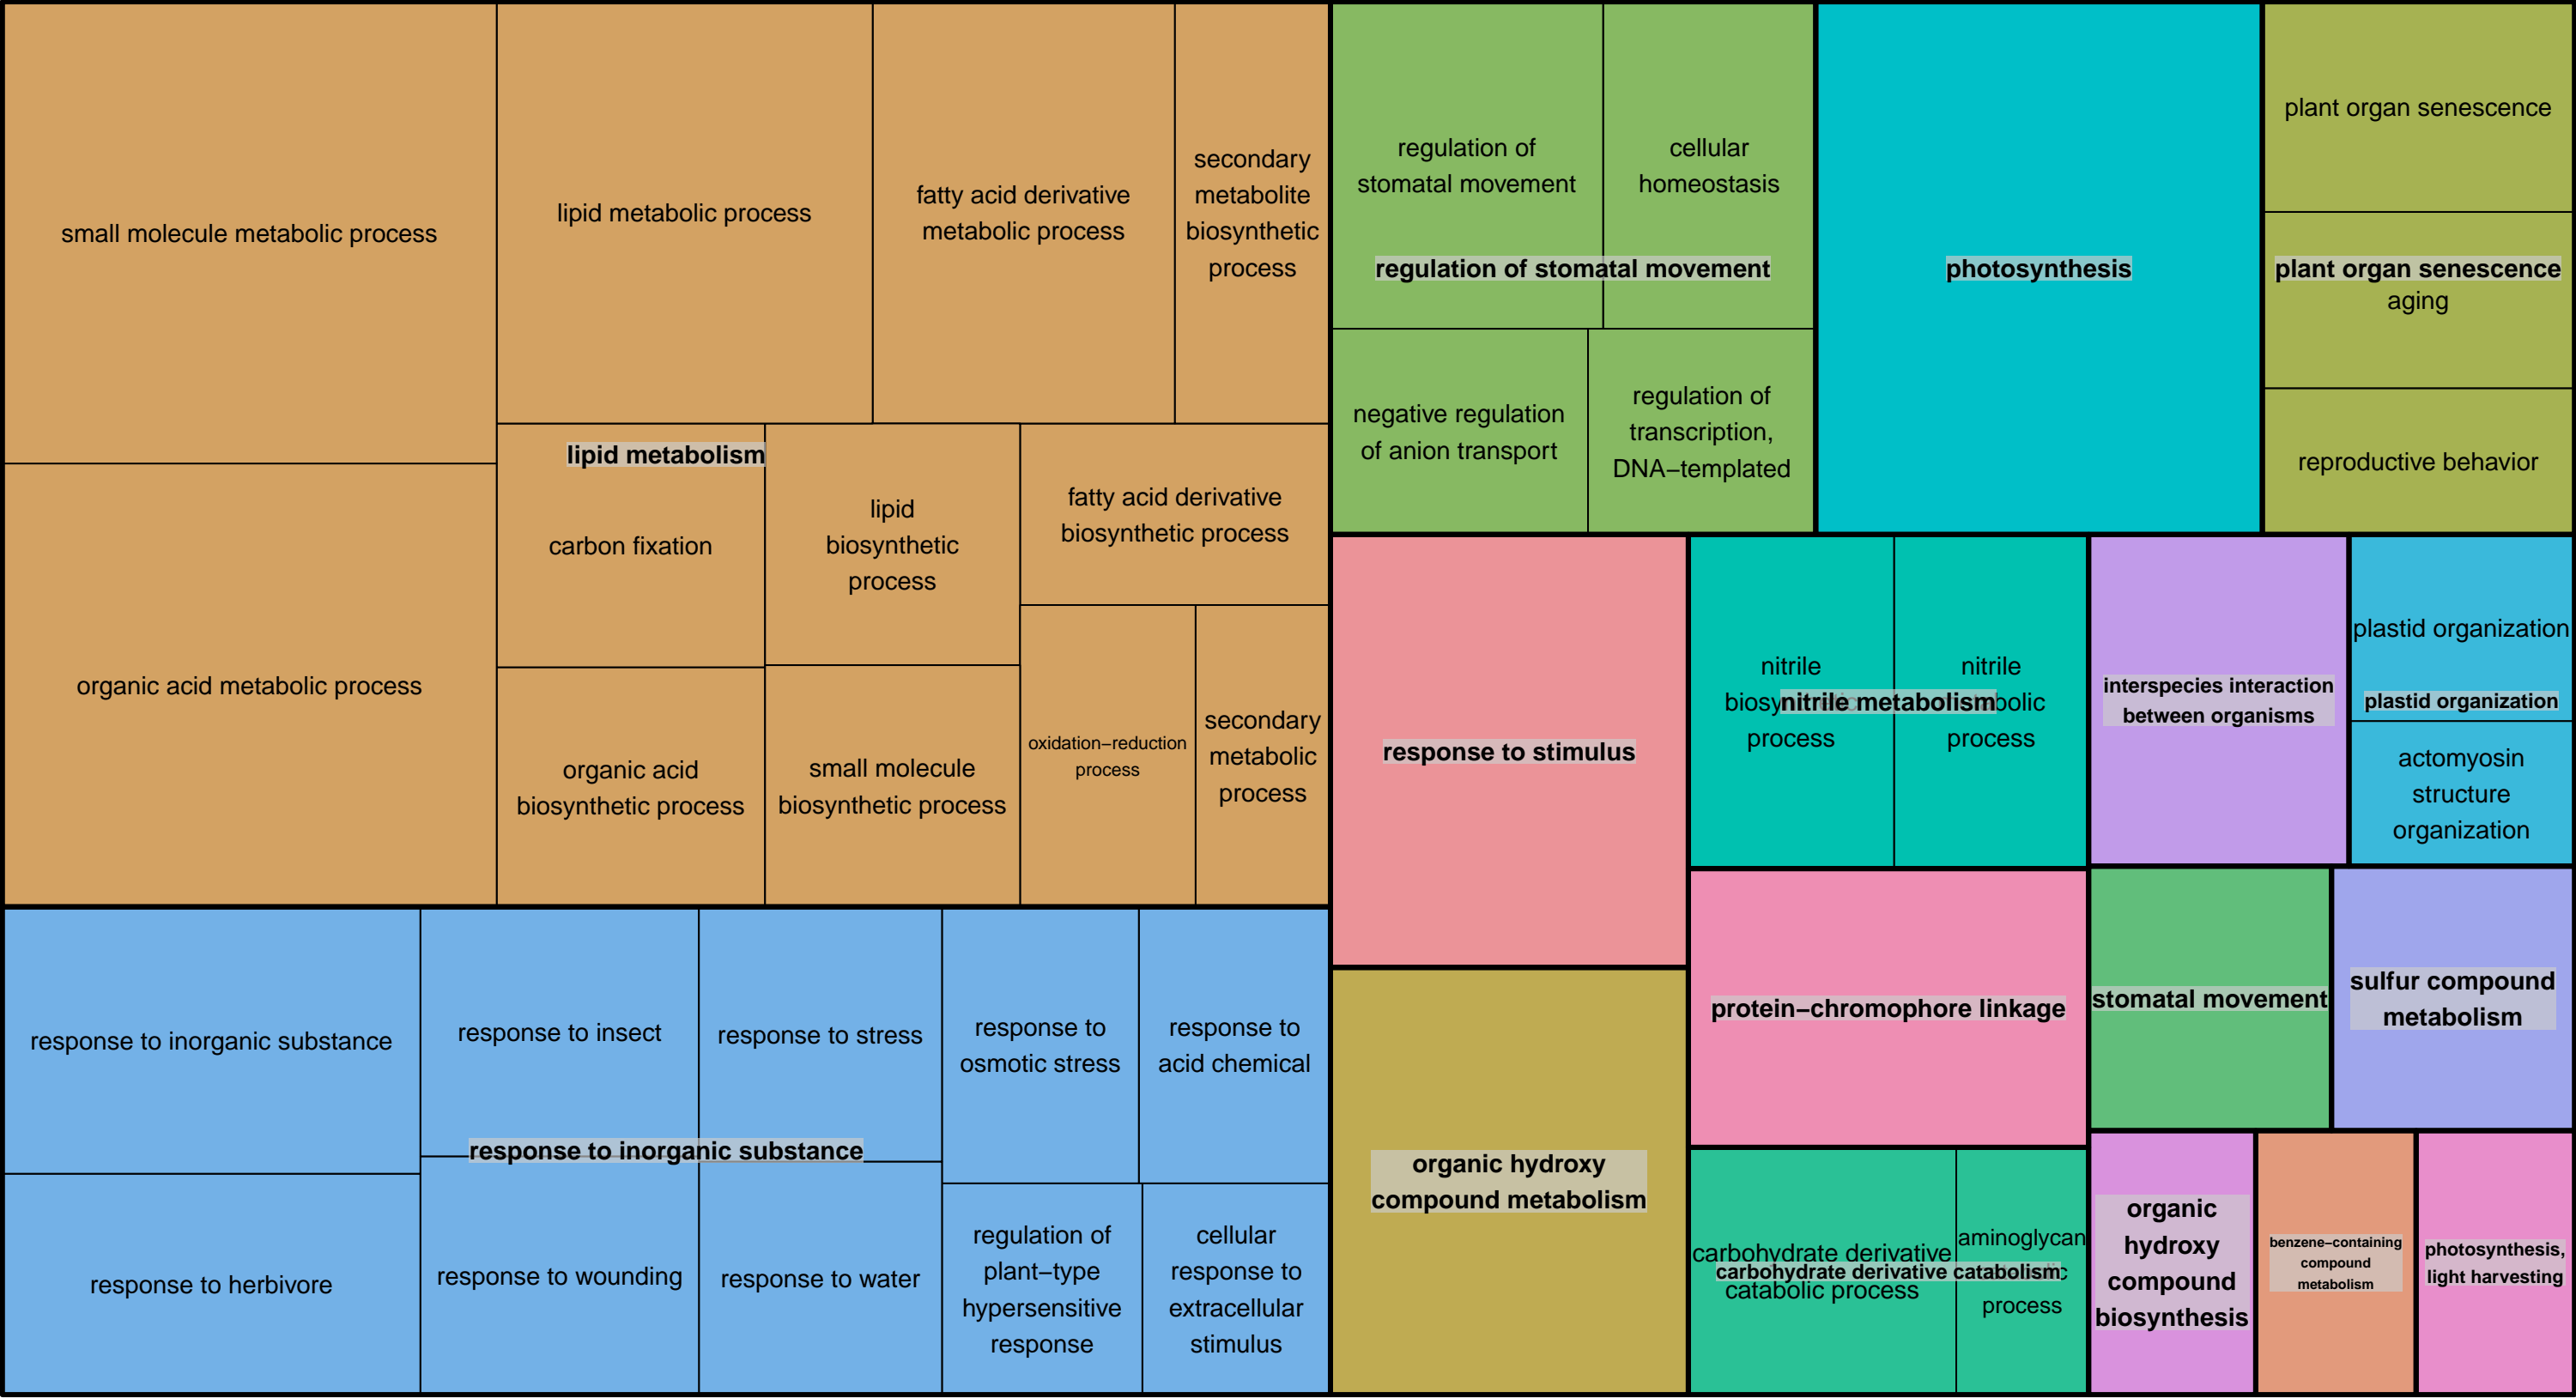 small molecule metabolic process
lipid metabolic process
fatty acid derivative
metabolic process
secondary
metabolite
biosynthetic
process
lipid metabolism
organic acid metabolic process
carbon fixation
lipid
biosynthetic
process
fatty acid derivative
biosynthetic process
organic acid
biosynthetic process
small molecule
biosynthetic process
oxidation−reduction
process
secondary
metabolic
process
response to inorganic substance
response to insect
response to stress
response to
osmotic stress
response to
acid chemical
response to inorganic substance
response to herbivore
response to wounding
response to water
regulation of
plant−type
hypersensitive
response
cellular
response to
extracellular
stimulus
regulation of
stomatal movement
cellular
homeostasis
regulation of stomatal movement
negative regulation
of anion transport
regulation of
transcription,
DNA−templated
photosynthesis
plant organ senescence
plant organ senescence
aging
reproductive behavior
response to stimulus
nitrile
process
nitrile
process
nitrile metabolism
interspecies interaction
between organisms
plastid organization
plastid organization
actomyosin
structure
organization
organic hydroxy
compound metabolism
protein−chromophore linkage
stomatal movement
sulfur compound
metabolism
carbohydrate derivative
catabolic process
carbohydrate derivative catabolism
aminoglycan
process
organic
hydroxy
compound
biosynthesis
benzene−containing
compound
metabolism
photosynthesis,
light harvesting